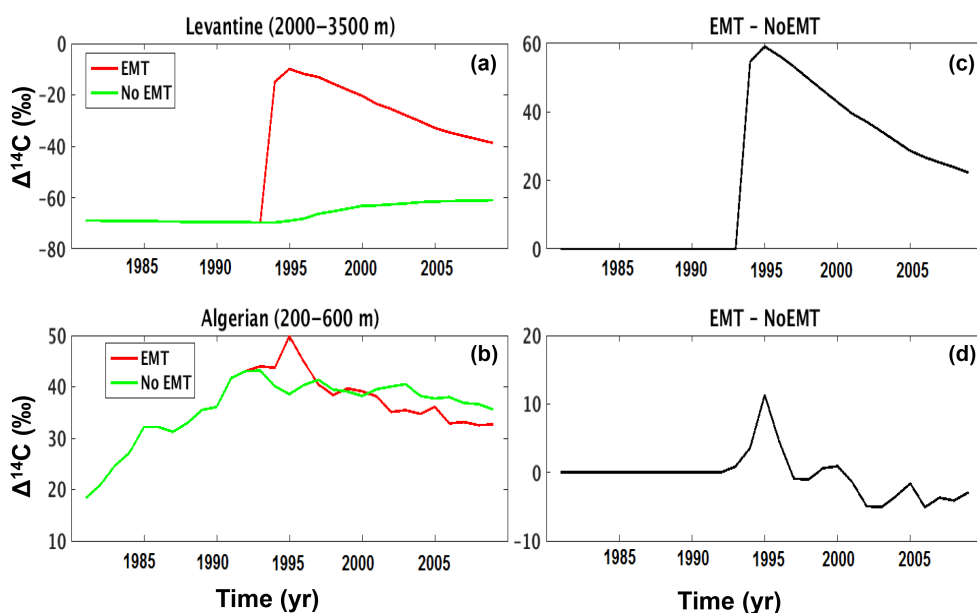 Levantine (2000–3500 m)
EMT – NoEMT
Δ¹⁴C (‰)
0
−20
−40
−60
−80
EMT
No EMT
(a)
1985 1990 1995 2000 2005
60
40
20
0
(c)
1985 1990 1995 2000 2005
Algerian (200–600 m)
EMT – NoEMT
Δ¹⁴C (‰)
50
40
30
20
10
EMT
No EMT
(b)
1985 1990 1995 2000 2005
Time (yr)
20
10
0
−10
(d)
1985 1990 1995 2000 2005
Time (yr)